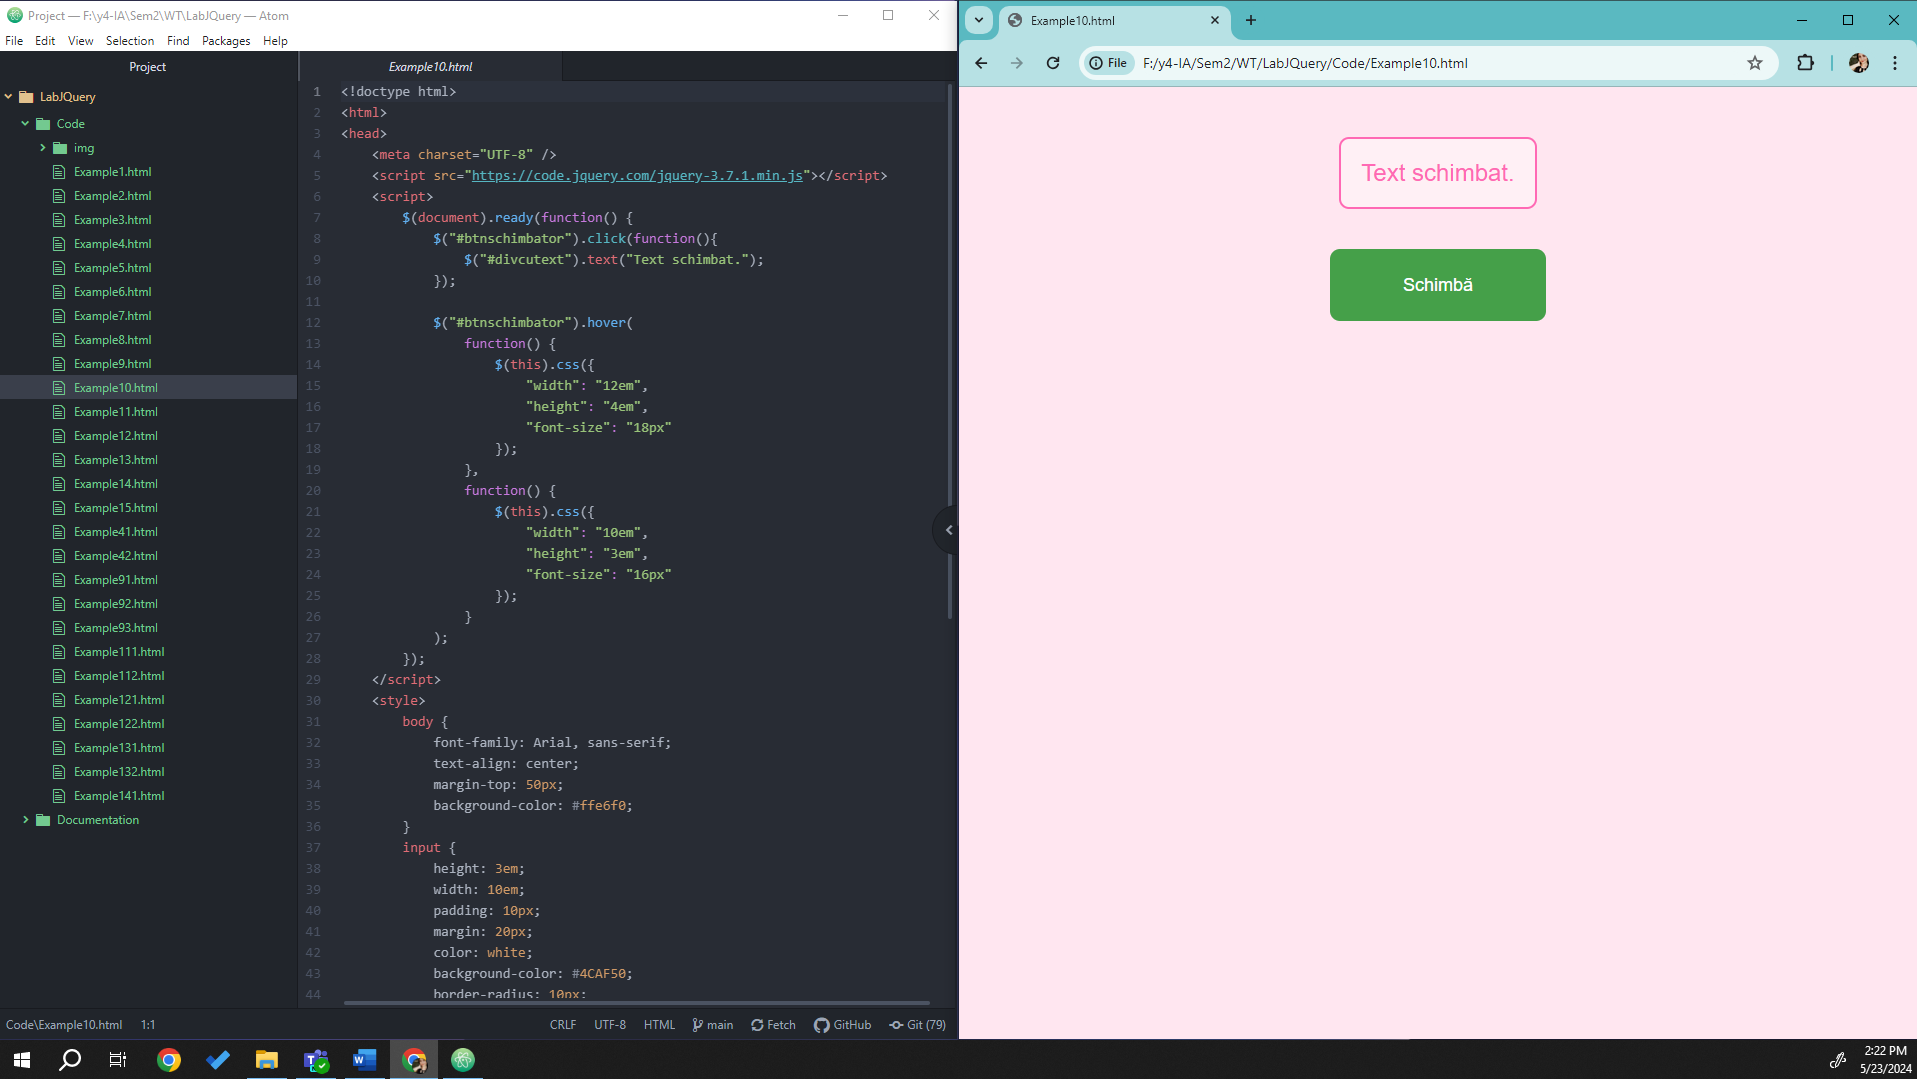 Project — F:\y4-IA\Sem2\WT\LabJQuery — Atom
File Edit View Selection Find Packages Help
Project
LabJQuery
Code
img
Example1.html
Example2.html
Example3.html
Example4.html
Example5.html
Example6.html
Example7.html
Example8.html
Example9.html
Example10.html
Example11.html
Example12.html
Example13.html
Example14.html
Example15.html
Example41.html
Example42.html
Example91.html
Example92.html
Example93.html
Example111.html
Example112.html
Example121.html
Example122.html
Example131.html
Example132.html
Example141.html
Documentation
Example10.html
1 <!doctype html>
2 <html>
3 <head>
4 <meta charset="UTF-8" />
5 <script src="https://code.jquery.com/jquery-3.7.1.min.js"></script>
6 <script>
7 $(document).ready(function() {
8 $("#btnschimbator").click(function(){
9 $("#divcutext").text("Text schimbat.");
10 });
11
12 $("#btnschimbator").hover(
13 function() {
14 $(this).css({
15 "width": "12em",
16 "height": "4em",
17 "font-size": "18px"
18 });
19 },
20 function() {
21 $(this).css({
22 "width": "10em",
23 "height": "3em",
24 "font-size": "16px"
25 });
26 }
27 );
28 });
29 </script>
30 <style>
31 body {
32 font-family: Arial, sans-serif;
33 text-align: center;
34 margin-top: 50px;
35 background-color: #ffe6f0;
36 }
37 input {
38 height: 3em;
39 width: 10em;
40 padding: 10px;
41 margin: 20px;
42 color: white;
43 background-color: #4CAF50;
44 border-radius: 10px;
Code\Example10.html 1:1 CRLF UTF-8 HTML main Fetch GitHub Git (79)
Example10.html
File F:/y4-IA/Sem2/WT/LabJQuery/Code/Example10.html
Text schimbat.
Schimbă
2:22 PM
5/23/2024